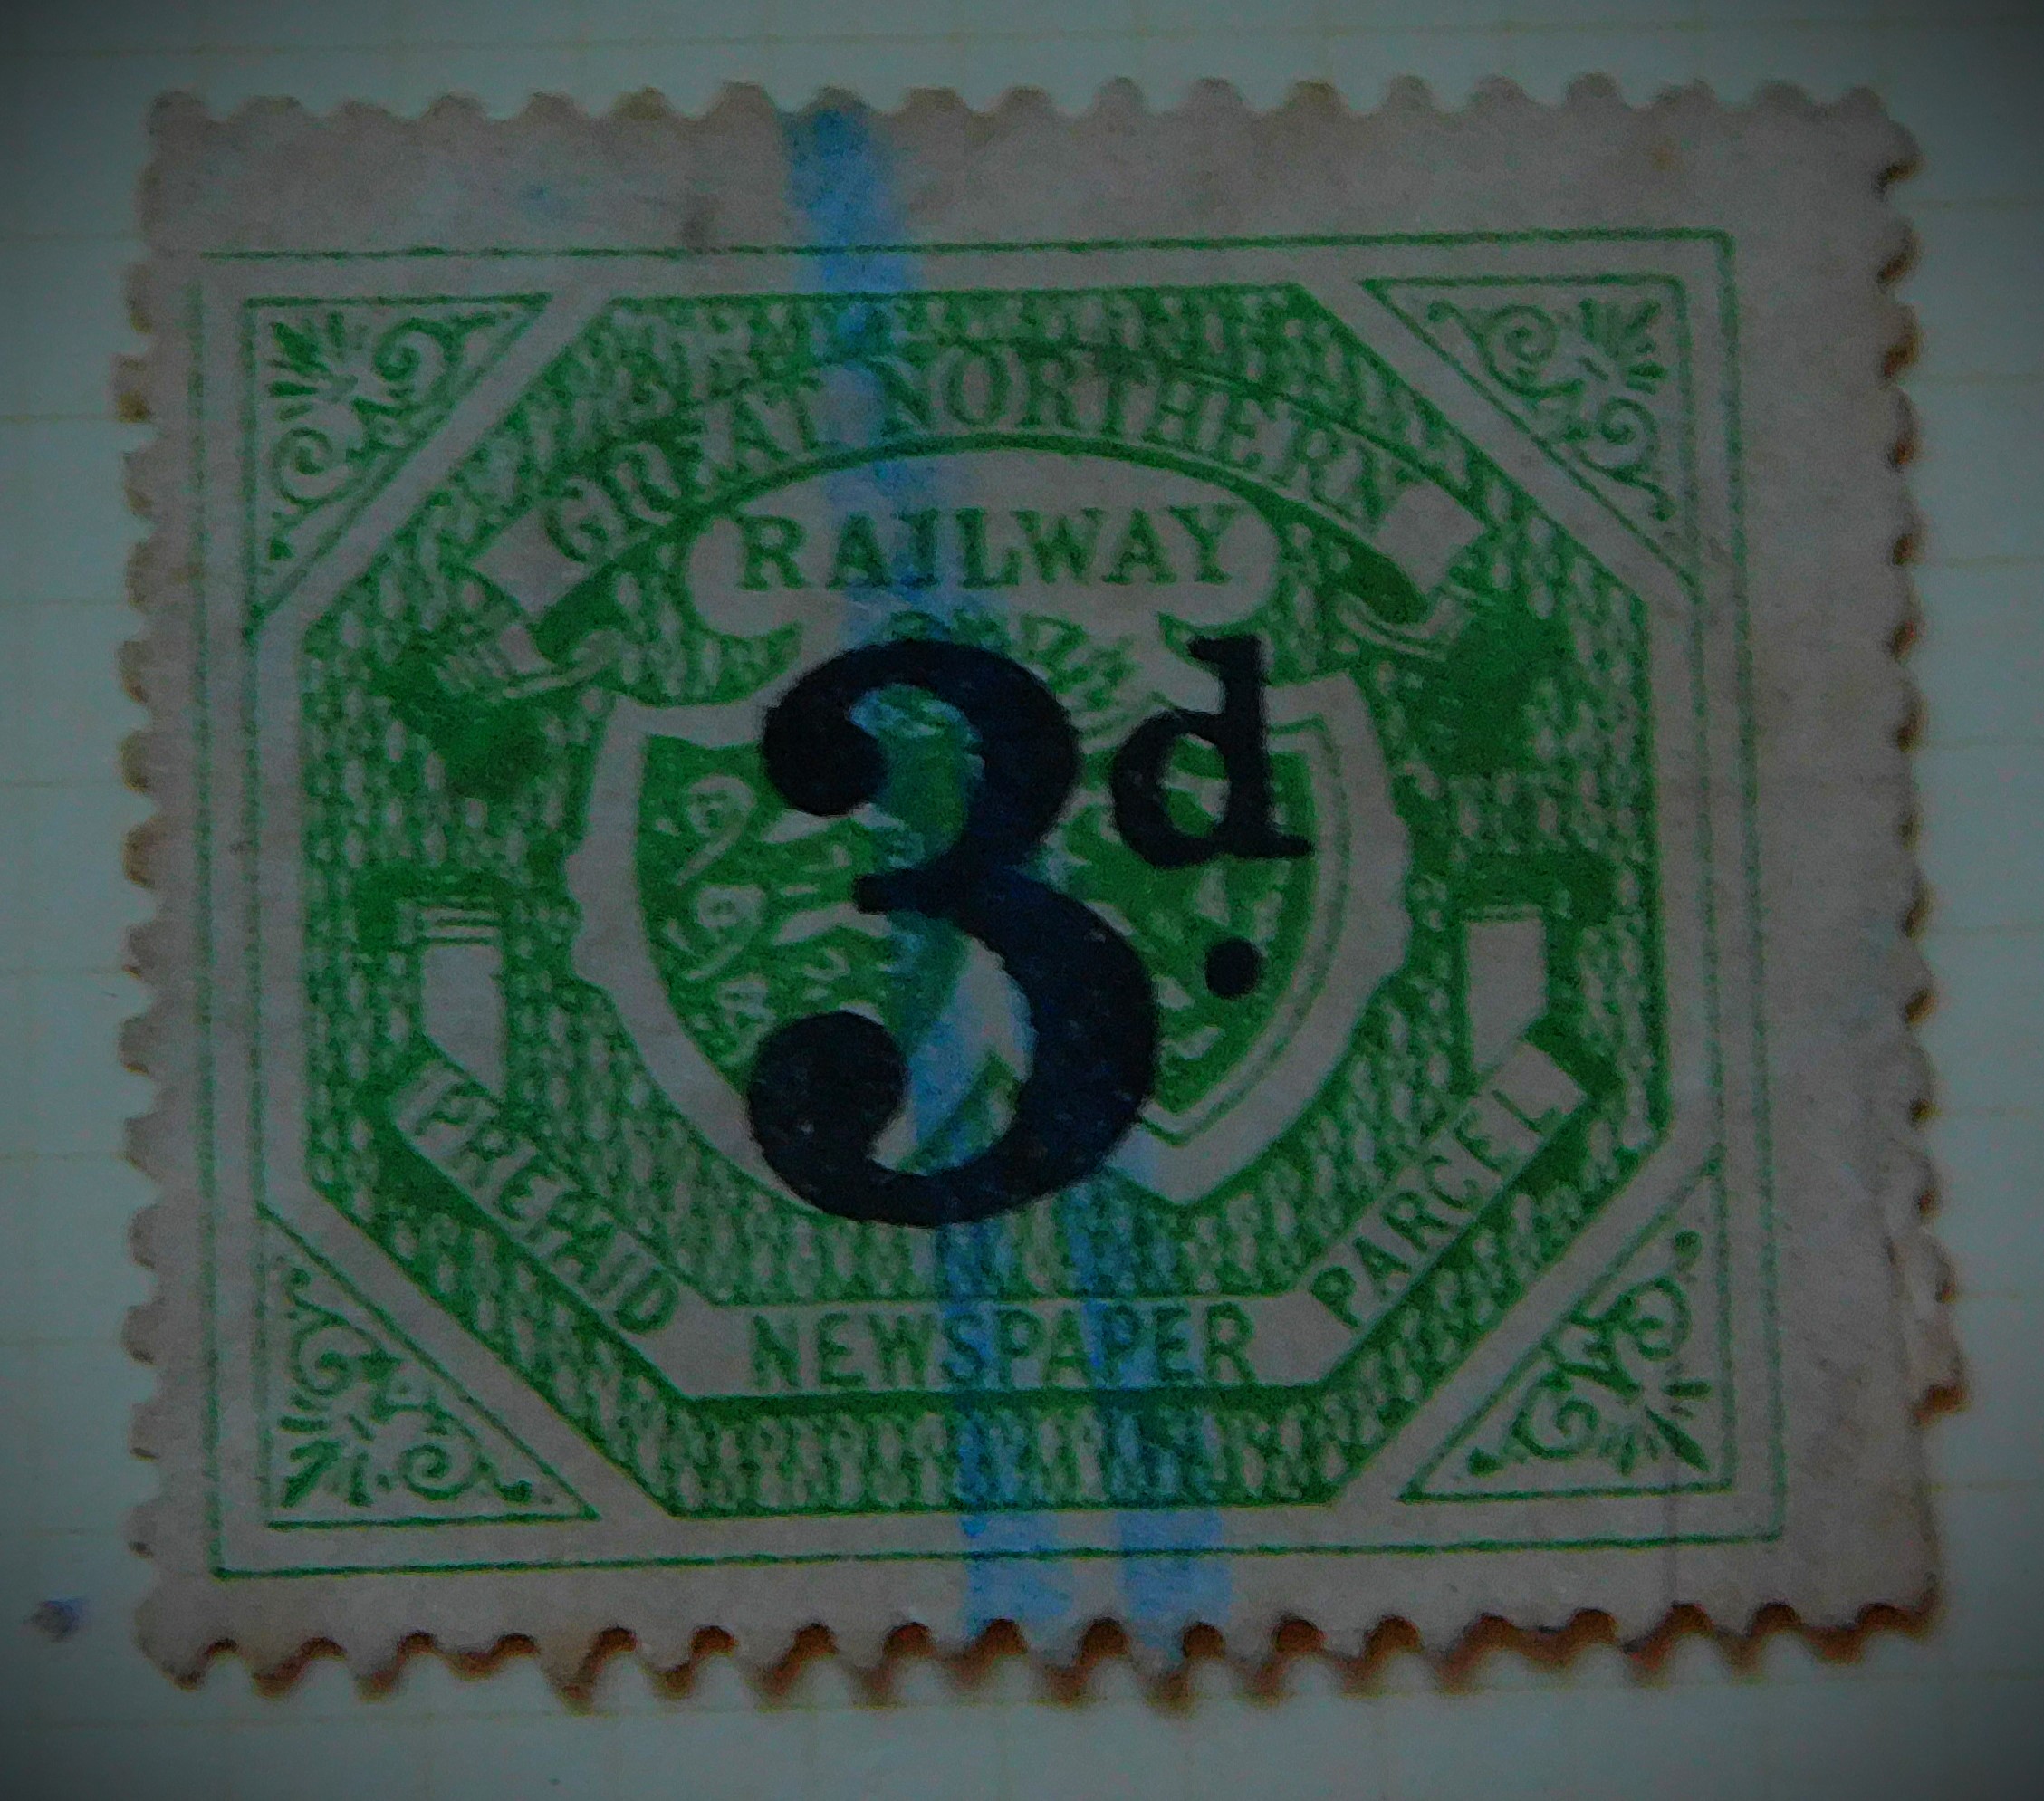 GREAT NORTHERN
RAILWAY
3d.
PREPAID NEWSPAPER PARCEL